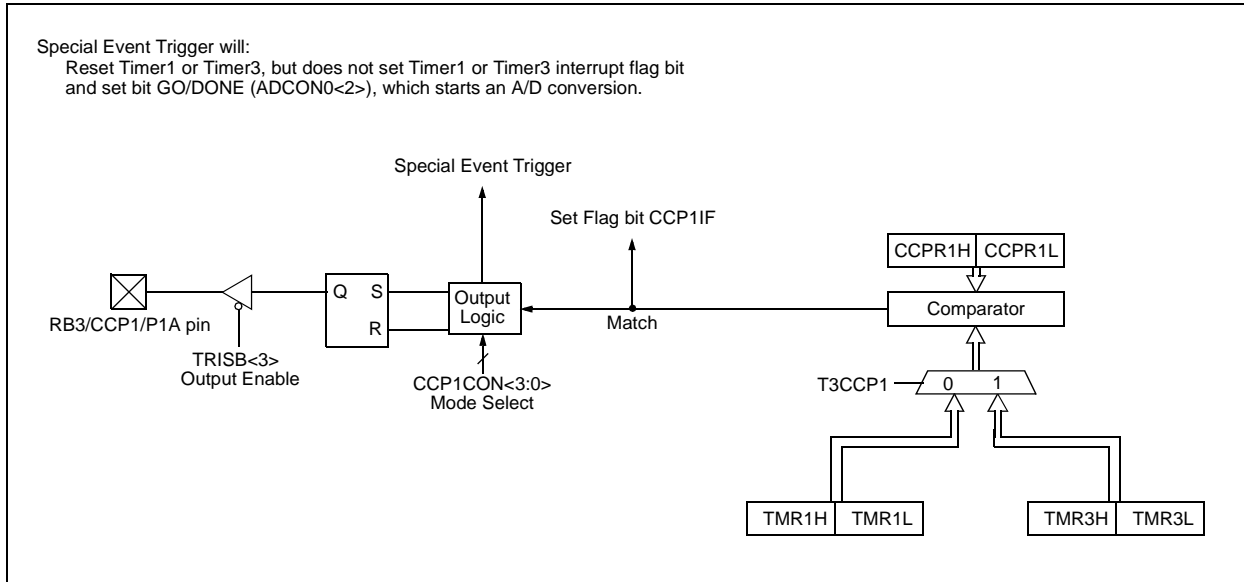 Special Event Trigger will:
Reset Timer1 or Timer3, but does not set Timer1 or Timer3 interrupt flag bit
and set bit GO/DONE (ADCON0<2>), which starts an A/D conversion.
Special Event Trigger
Set Flag bit CCP1IF
CCPR1H CCPR1L
Q S
R
Output
Logic
Comparator
Match
RB3/CCP1/P1A pin
TRISB<3>
Output Enable
CCP1CON<3:0>
Mode Select
T3CCP1
0 1
TMR1H TMR1L
TMR3H TMR3L